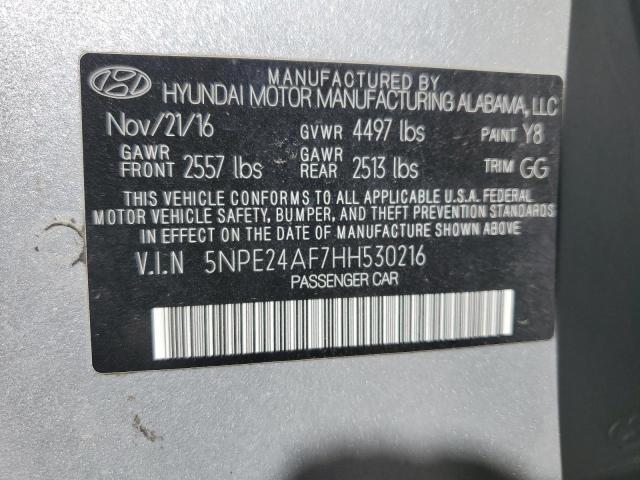 MANUFACTURED BY
HYUNDAI MOTOR MANUFACTURING ALABAMA, LLC
Nov/21/16 GVWR 4497 lbs PAINT Y8
GAWR FRONT 2557 lbs GAWR REAR 2513 lbs TRIM GG
THIS VEHICLE CONFORMS TO ALL APPLICABLE U.S.A. FEDERAL
MOTOR VEHICLE SAFETY, BUMPER, AND THEFT PREVENTION STANDARDS
IN EFFECT ON THE DATE OF MANUFACTURE SHOWN ABOVE.
V.I.N 5NPE24AF7HH530216
PASSENGER CAR